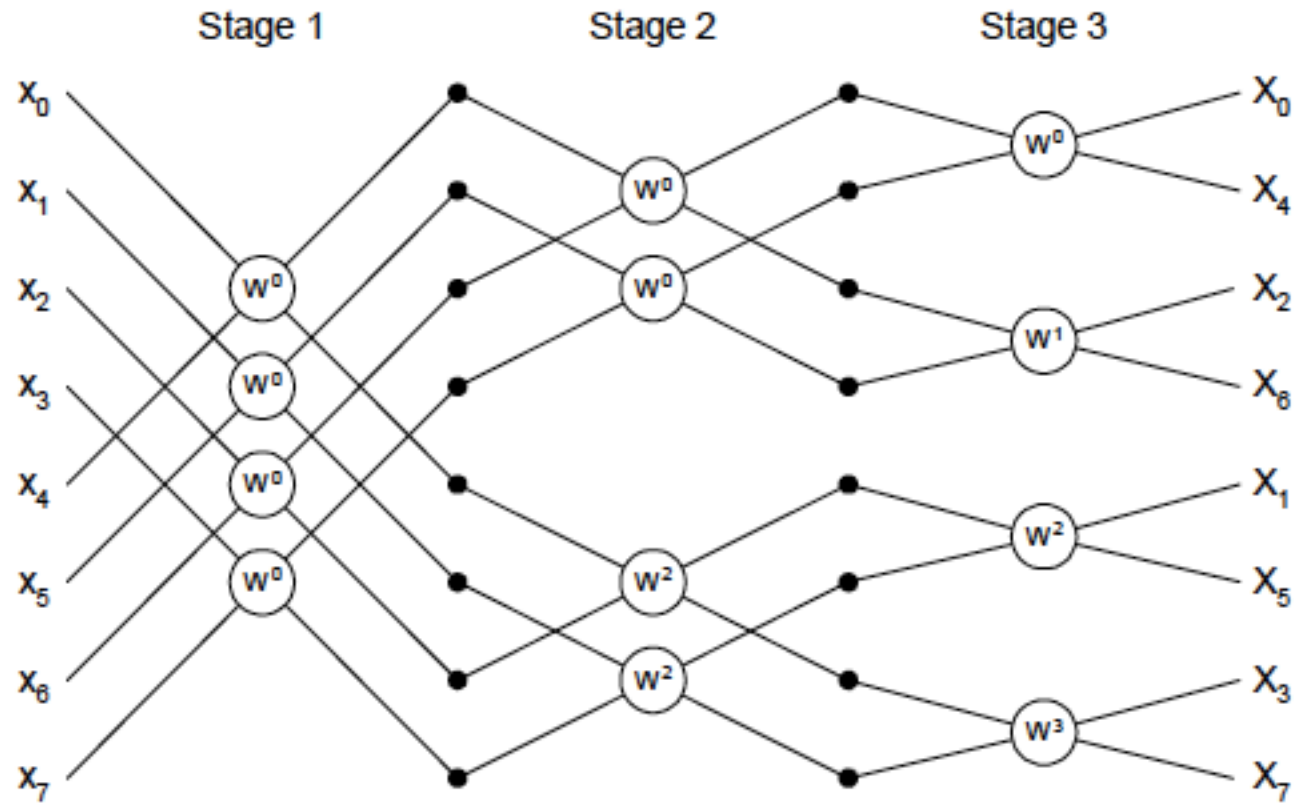 Stage 1 Stage 2 Stage 3
x₀ X₀
W⁰
x₁ W⁰ X₄
x₂ W⁰ W⁰ X₂
W¹
x₃ W⁰ X₆
x₄ W⁰ X₁
W²
x₅ W⁰ W² X₅
x₆ W² X₃
W³
x₇ X₇